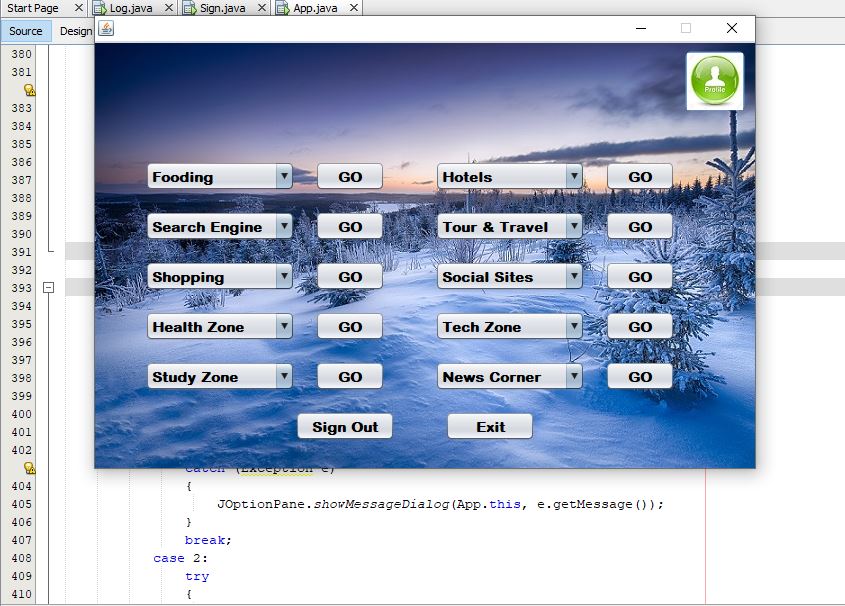 Start Page Log.java Sign.java App.java
Source Design
Profile
380
381
383
384
385
386
Fooding GO Hotels GO
387
388
389
Search Engine GO Tour & Travel GO
390
391
392
Shopping GO Social Sites GO
393
394
395
Health Zone GO Tech Zone GO
396
397
Study Zone GO News Corner GO
398
399
400
Sign Out Exit
401
402
catch (Exception e)
404 {
405 JOptionPane.showMessageDialog(App.this, e.getMessage());
406 }
407 break;
408 case 2:
409 try
410 {